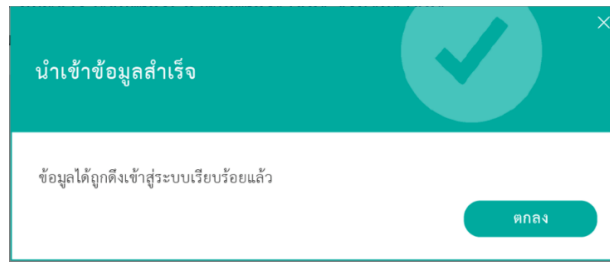 นำเข้าข้อมูลสำเร็จ
ข้อมูลได้ถูกดึงเข้าสู่ระบบเรียบร้อยแล้ว
ตกลง